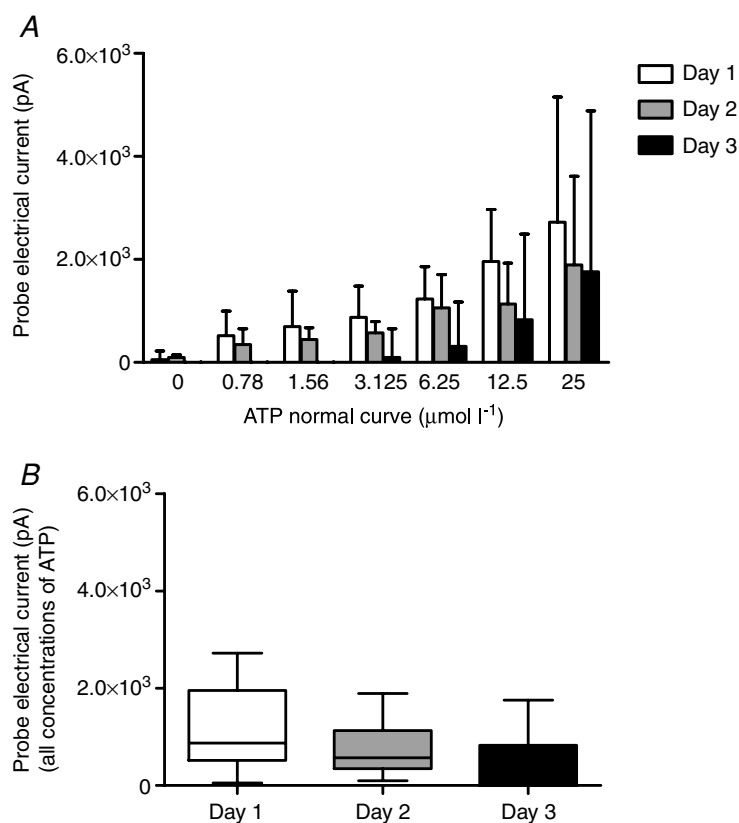 A
Probe electrical current (pA)
6.0×10³
4.0×10³
2.0×10³
0
0 0.78 1.56 3.125 6.25 12.5 25
ATP normal curve (μmol l⁻¹)
Day 1
Day 2
Day 3
B
Probe electrical current (pA)
(all concentrations of ATP)
6.0×10³
4.0×10³
2.0×10³
0
Day 1 Day 2 Day 3